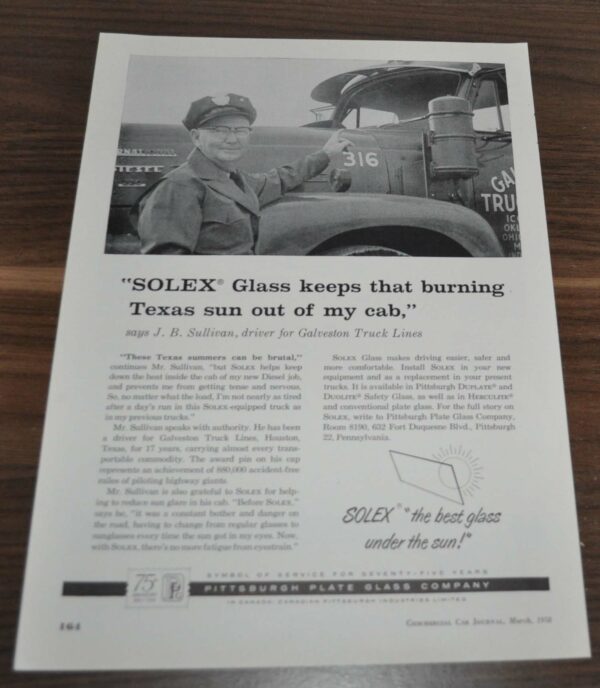 RNAT
DIESEL
316
GA
TRU
IC
OKL
OHI
M
"SOLEX® Glass keeps that burning
Texas sun out of my cab,"
says J. B. Sullivan, driver for Galveston Truck Lines
"These Texas summers can be brutal,"
continues Mr. Sullivan, "but SOLEX helps keep
down the heat inside the cab of my new Diesel job,
and prevents me from getting tense and nervous.
So, no matter what the load, I'm not nearly as tired
after a day's run in this SOLEX-equipped truck as
in my previous trucks."
Mr. Sullivan speaks with authority. He has been
a driver for Galveston Truck Lines, Houston,
Texas, for 17 years, carrying almost every trans-
portable commodity. The award pin on his cap
represents an achievement of 880,000 accident-free
miles of piloting highway giants.
Mr. Sullivan is also grateful to SOLEX for help-
ing to reduce sun glare in his cab. "Before SOLEX,"
says he, "it was a constant bother and danger on
the road, having to change from regular glasses to
sunglasses every time the sun got in my eyes. Now,
with SOLEX, there's no more fatigue from eyestrain."
SOLEX Glass makes driving easier, safer and
more comfortable. Install SOLEX in your new
equipment and as a replacement in your present
trucks. It is available in Pittsburgh DUPLATE® and
DUOLITE® Safety Glass, as well as in HERCULITE®
and conventional plate glass. For the full story on
SOLEX, write to Pittsburgh Plate Glass Company,
Room 8190, 632 Fort Duquesne Blvd., Pittsburgh
22, Pennsylvania.
SOLEX® "the best glass
under the sun!"
75
SYMBOL OF SERVICE FOR SEVENTY-FIVE YEARS
PITTSBURGH PLATE GLASS COMPANY
IN CANADA: CANADIAN PITTSBURGH INDUSTRIES LIMITED
164
COMMERCIAL CAR JOURNAL, March, 1958